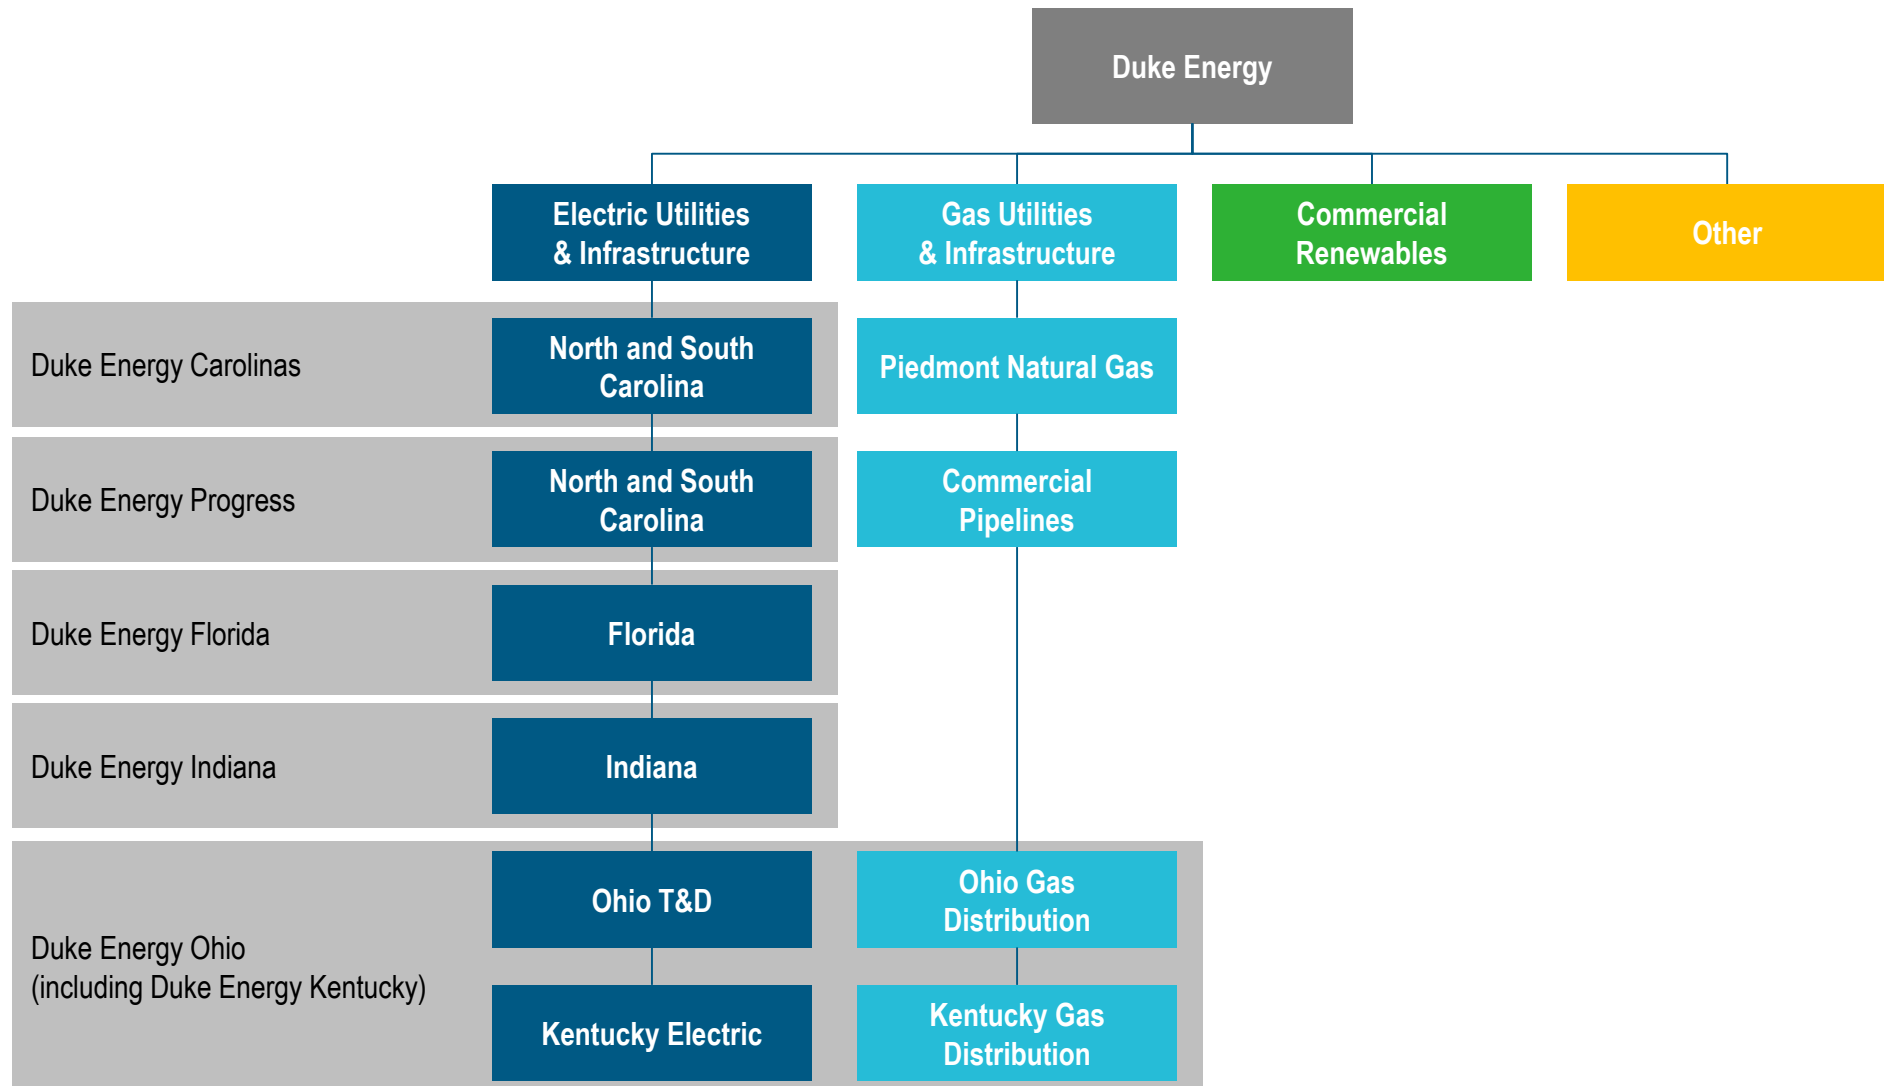 Duke Energy
Electric Utilities
& Infrastructure
Gas Utilities
& Infrastructure
Commercial
Renewables
Other
Duke Energy Carolinas
North and South
Carolina
Piedmont Natural Gas
Duke Energy Progress
North and South
Carolina
Commercial
Pipelines
Duke Energy Florida
Florida
Duke Energy Indiana
Indiana
Duke Energy Ohio
(including Duke Energy Kentucky)
Ohio T&D
Ohio Gas
Distribution
Kentucky Electric
Kentucky Gas
Distribution